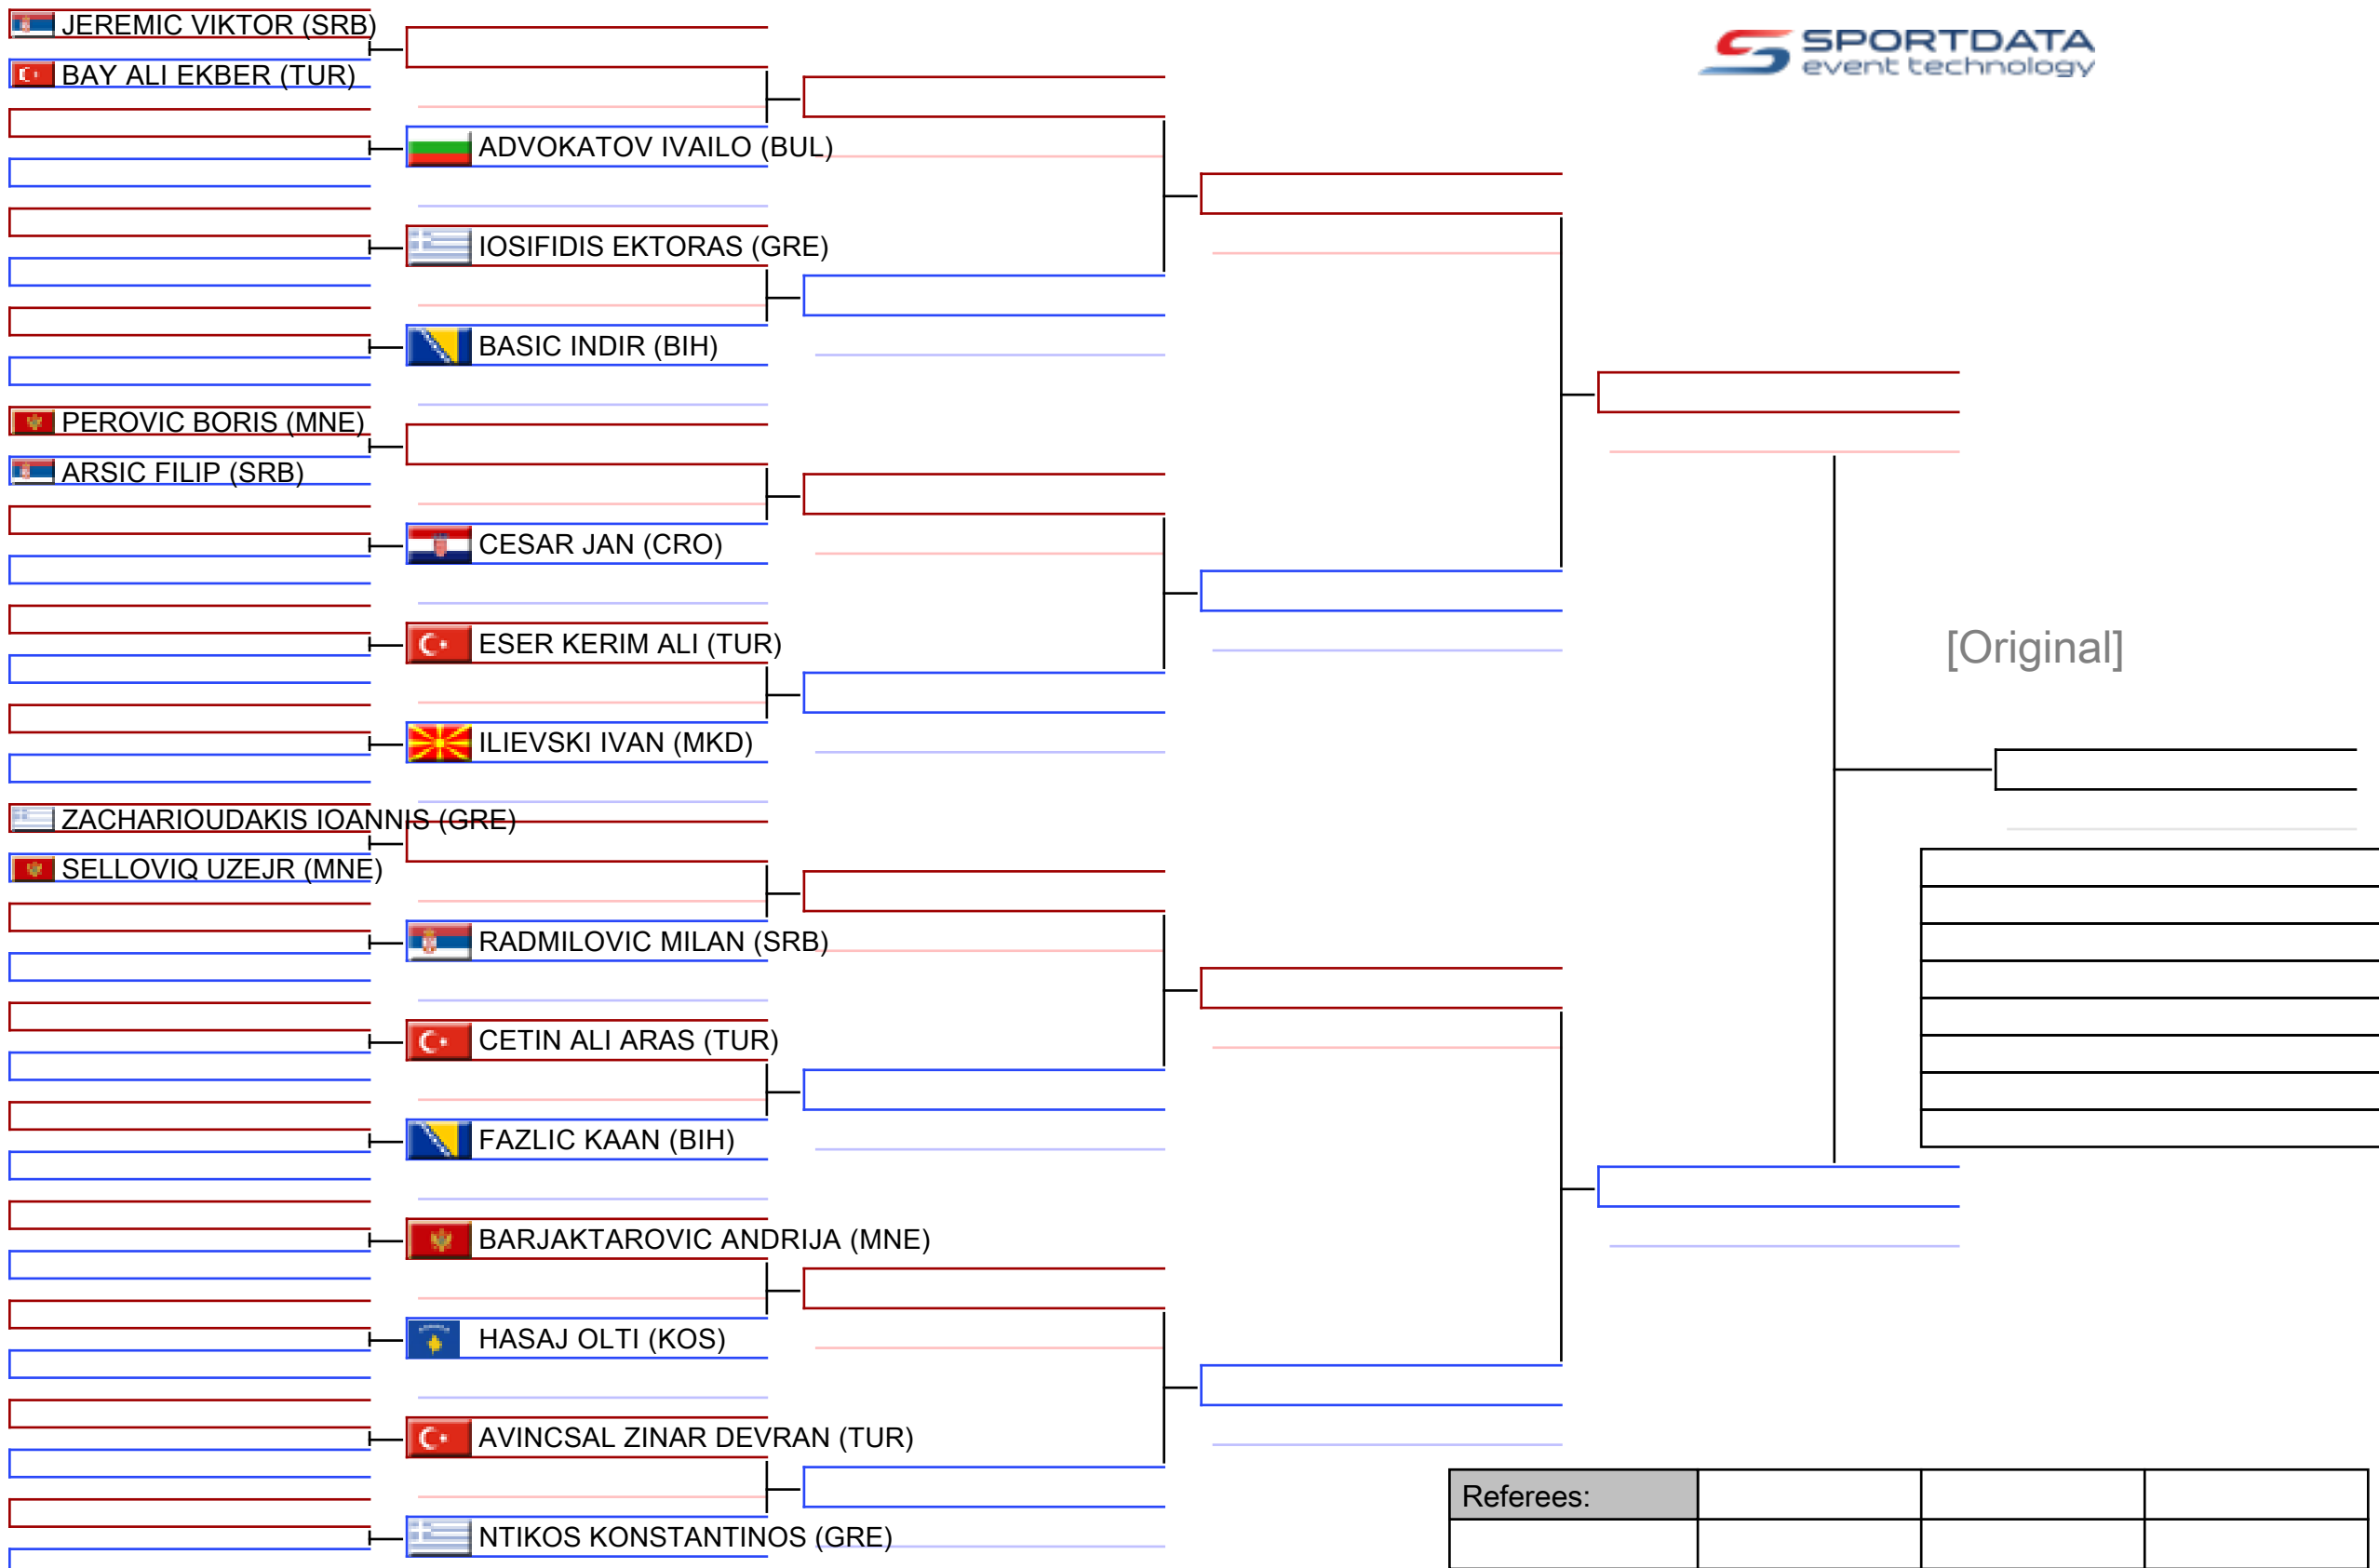 JEREMIC VIKTOR (SRB)
BAY ALI EKBER (TUR)
ADVOKATOV IVAILO (BUL)
IOSIFIDIS EKTORAS (GRE)
BASIC INDIR (BIH)
PEROVIC BORIS (MNE)
ARSIC FILIP (SRB)
CESAR JAN (CRO)
ESER KERIM ALI (TUR)
ILIEVSKI IVAN (MKD)
ZACHARIOUDAKIS IOANNIS (GRE)
SELLOVIQ UZEJR (MNE)
RADMILOVIC MILAN (SRB)
CETIN ALI ARAS (TUR)
FAZLIC KAAN (BIH)
BARJAKTAROVIC ANDRIJA (MNE)
HASAJ OLTI (KOS)
AVINCSAL ZINAR DEVRAN (TUR)
NTIKOS KONSTANTINOS (GRE)
SPORTDATA
event technology
[Original]
Referees: